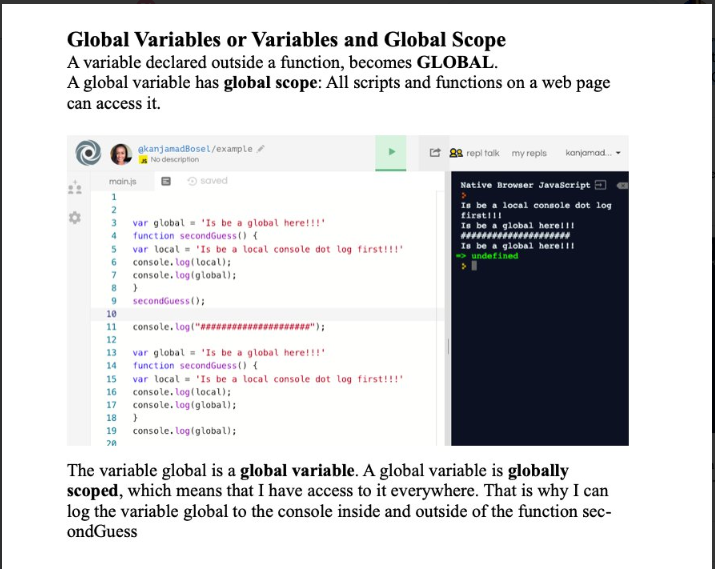 Global Variables or Variables and Global Scope
A variable declared outside a function, becomes GLOBAL.
A global variable has global scope: All scripts and functions on a web page
can access it.
@kanjamadBosel/example
No description
repl talk my repls kanjamad...
main.js saved
1
2
3 var global = 'Is be a global here!!!'
4 function secondGuess() {
5 var local = 'Is be a local console dot log first!!!'
6 console.log(local);
7 console.log(global);
8 }
9 secondGuess();
10
11 console.log("#####################");
12
13 var global = 'Is be a global here!!!'
14 function secondGuess() {
15 var local = 'Is be a local console dot log first!!!'
16 console.log(local);
17 console.log(global);
18 }
19 console.log(global);
20
Native Browser JavaScript
>
Is be a local console dot log
first!!!
Is be a global here!!!
#####################
Is be a global here!!!
=> undefined
>
The variable global is a global variable. A global variable is globally
scoped, which means that I have access to it everywhere. That is why I can
log the variable global to the console inside and outside of the function sec-
ondGuess